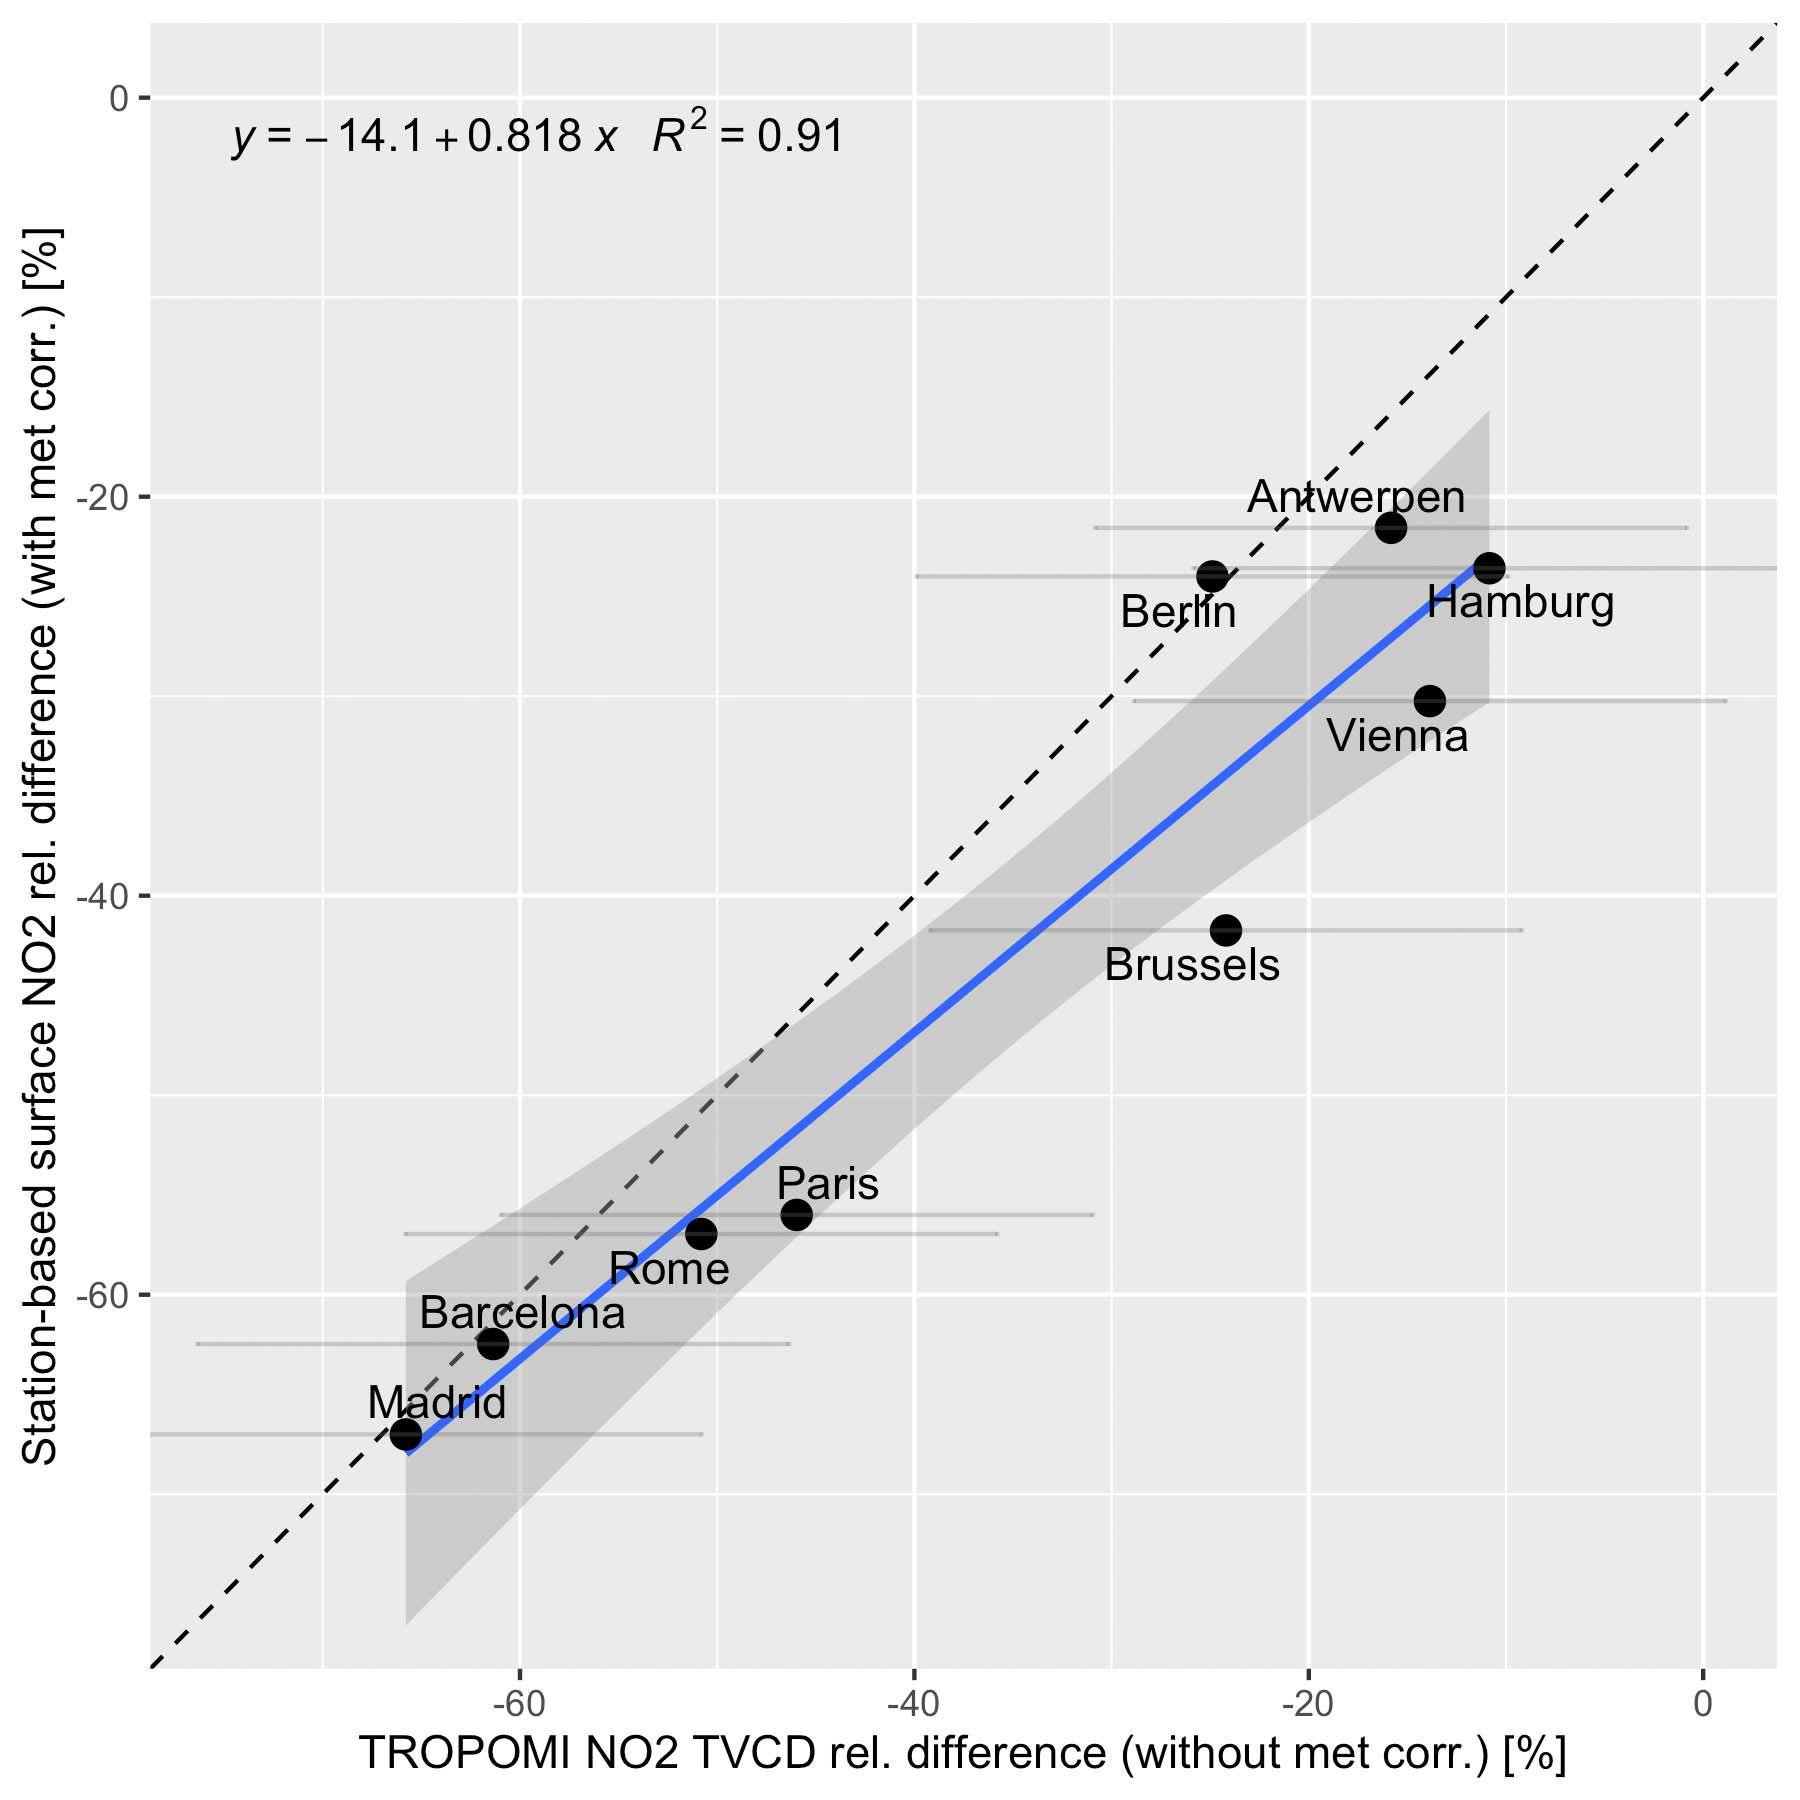 Station-based surface NO2 rel. difference (with met corr.) [%]
0
-20
-40
-60
y = − 14.1 + 0.818 x   R² = 0.91
Antwerpen
Berlin
Hamburg
Vienna
Brussels
Paris
Rome
Barcelona
Madrid
-60
-40
-20
0
TROPOMI NO2 TVCD rel. difference (without met corr.) [%]